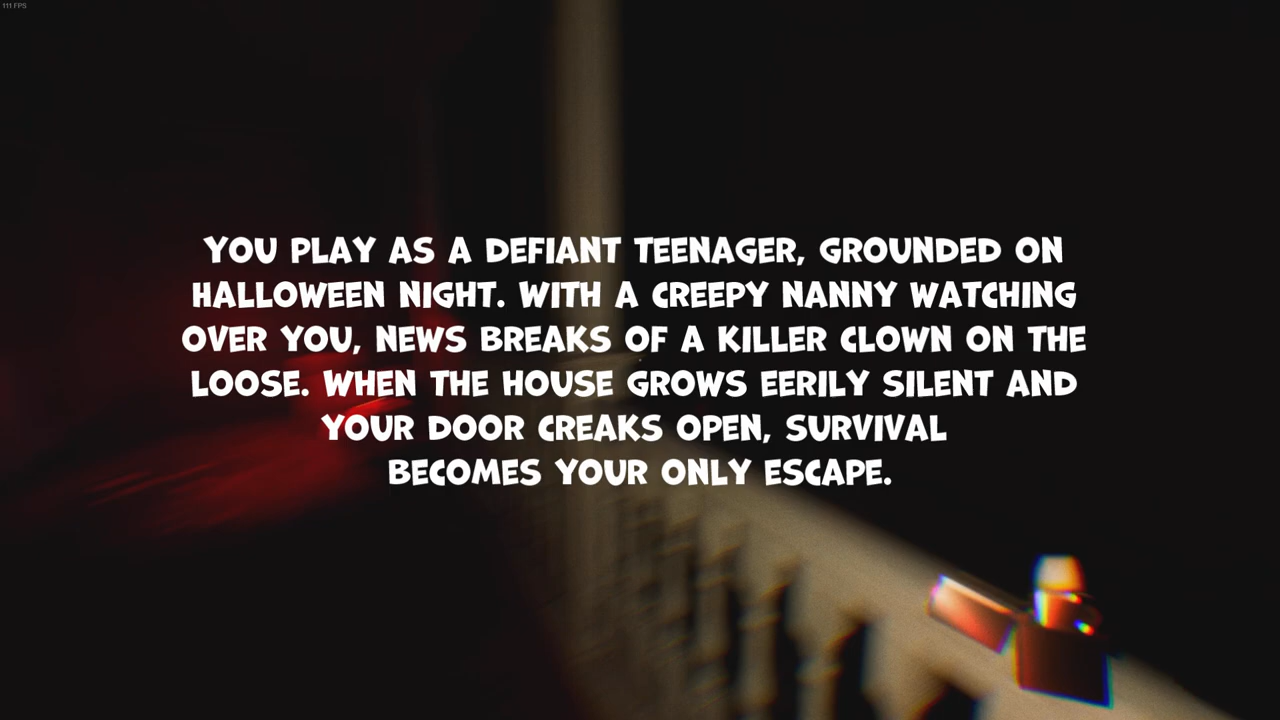 111 FPS
YOU PLAY AS A DEFIANT TEENAGER, GROUNDED ON
HALLOWEEN NIGHT. WITH A CREEPY NANNY WATCHING
OVER YOU, NEWS BREAKS OF A KILLER CLOWN ON THE
LOOSE. WHEN THE HOUSE GROWS EERILY SILENT AND
YOUR DOOR CREAKS OPEN, SURVIVAL
BECOMES YOUR ONLY ESCAPE.